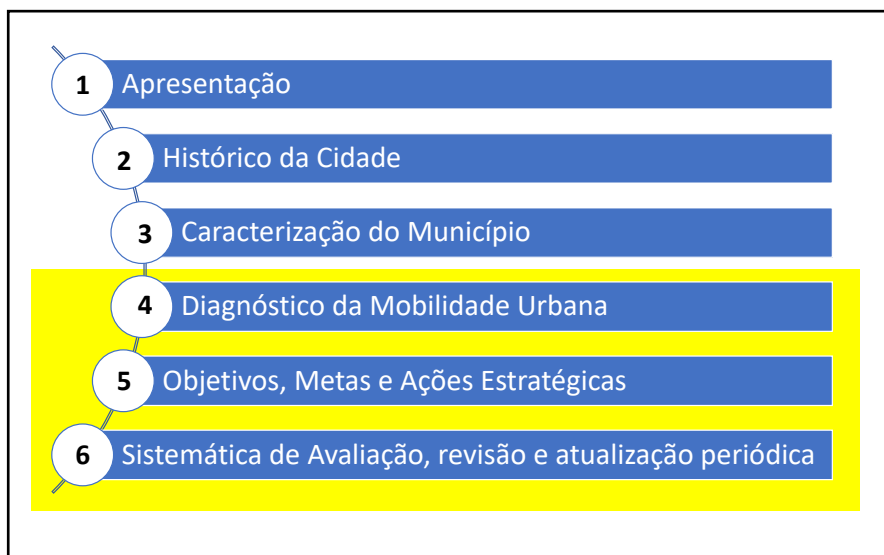 1 Apresentação
2 Histórico da Cidade
3 Caracterização do Município
4 Diagnóstico da Mobilidade Urbana
5 Objetivos, Metas e Ações Estratégicas
6 Sistemática de Avaliação, revisão e atualização periódica